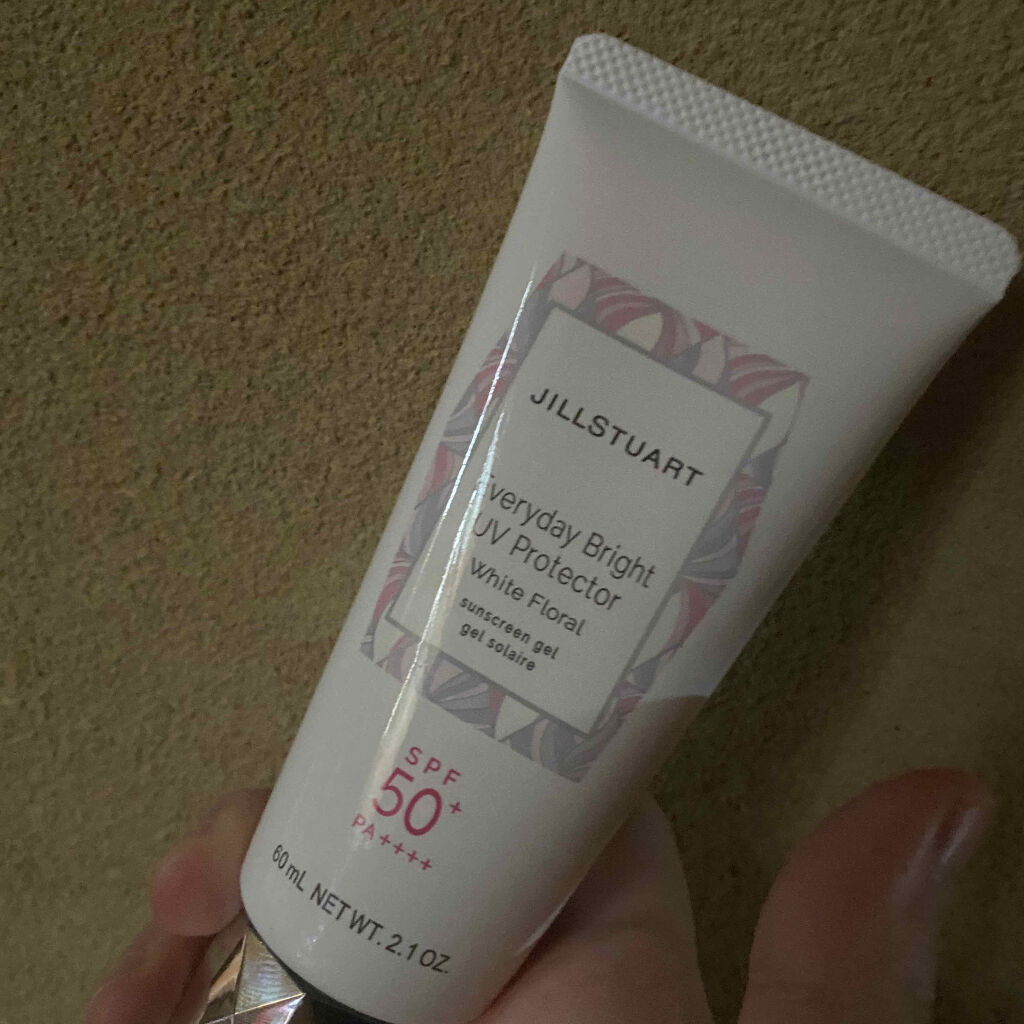 JILLSTUART
Everyday Bright
UV Protector
White Floral
sunscreen gel
gel solaire
SPF
50+
PA++++
60mL NET WT. 2.1 OZ.